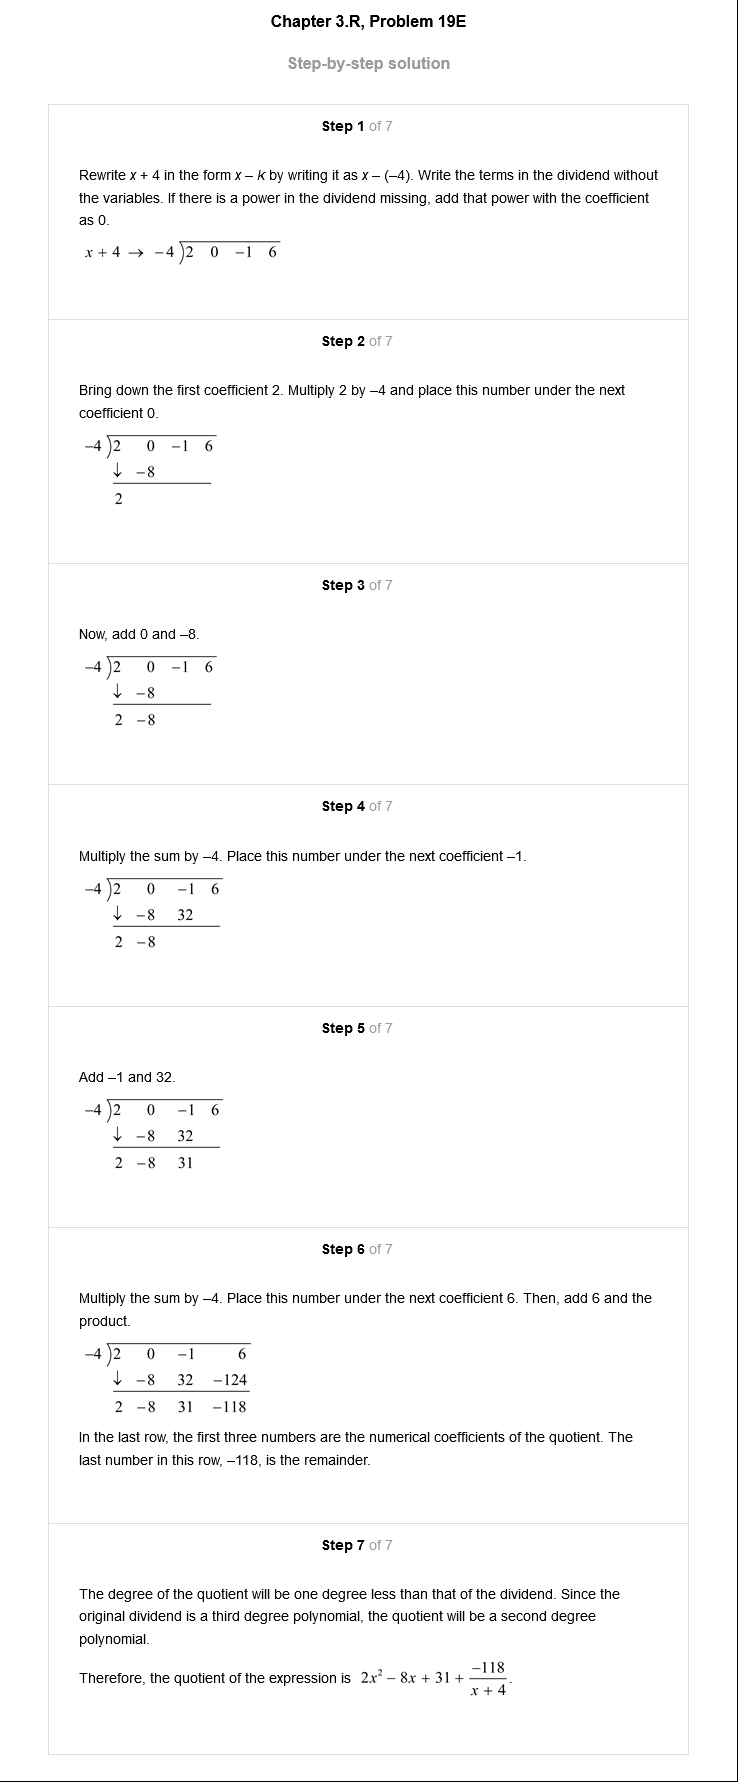 Chapter 3.R, Problem 19E
Step-by-step solution
Step 1 of 7
Rewrite x + 4 in the form x – k by writing it as x – (–4). Write the terms in the dividend without
the variables. If there is a power in the dividend missing, add that power with the coefficient
as 0.
x + 4 → −4 )2 0 −1 6
Step 2 of 7
Bring down the first coefficient 2. Multiply 2 by –4 and place this number under the next
coefficient 0.
−4 )2 0 −1 6
↓ −8
2
Step 3 of 7
Now, add 0 and –8.
−4 )2 0 −1 6
↓ −8
2 −8
Step 4 of 7
Multiply the sum by –4. Place this number under the next coefficient –1.
−4 )2 0 −1 6
↓ −8 32
2 −8
Step 5 of 7
Add –1 and 32.
−4 )2 0 −1 6
↓ −8 32
2 −8 31
Step 6 of 7
Multiply the sum by –4. Place this number under the next coefficient 6. Then, add 6 and the
product.
−4 )2 0 −1 6
↓ −8 32 −124
2 −8 31 −118
In the last row, the first three numbers are the numerical coefficients of the quotient. The
last number in this row, –118, is the remainder.
Step 7 of 7
The degree of the quotient will be one degree less than that of the dividend. Since the
original dividend is a third degree polynomial, the quotient will be a second degree
polynomial.
Therefore, the quotient of the expression is 2x² − 8x + 31 + −118/(x + 4).